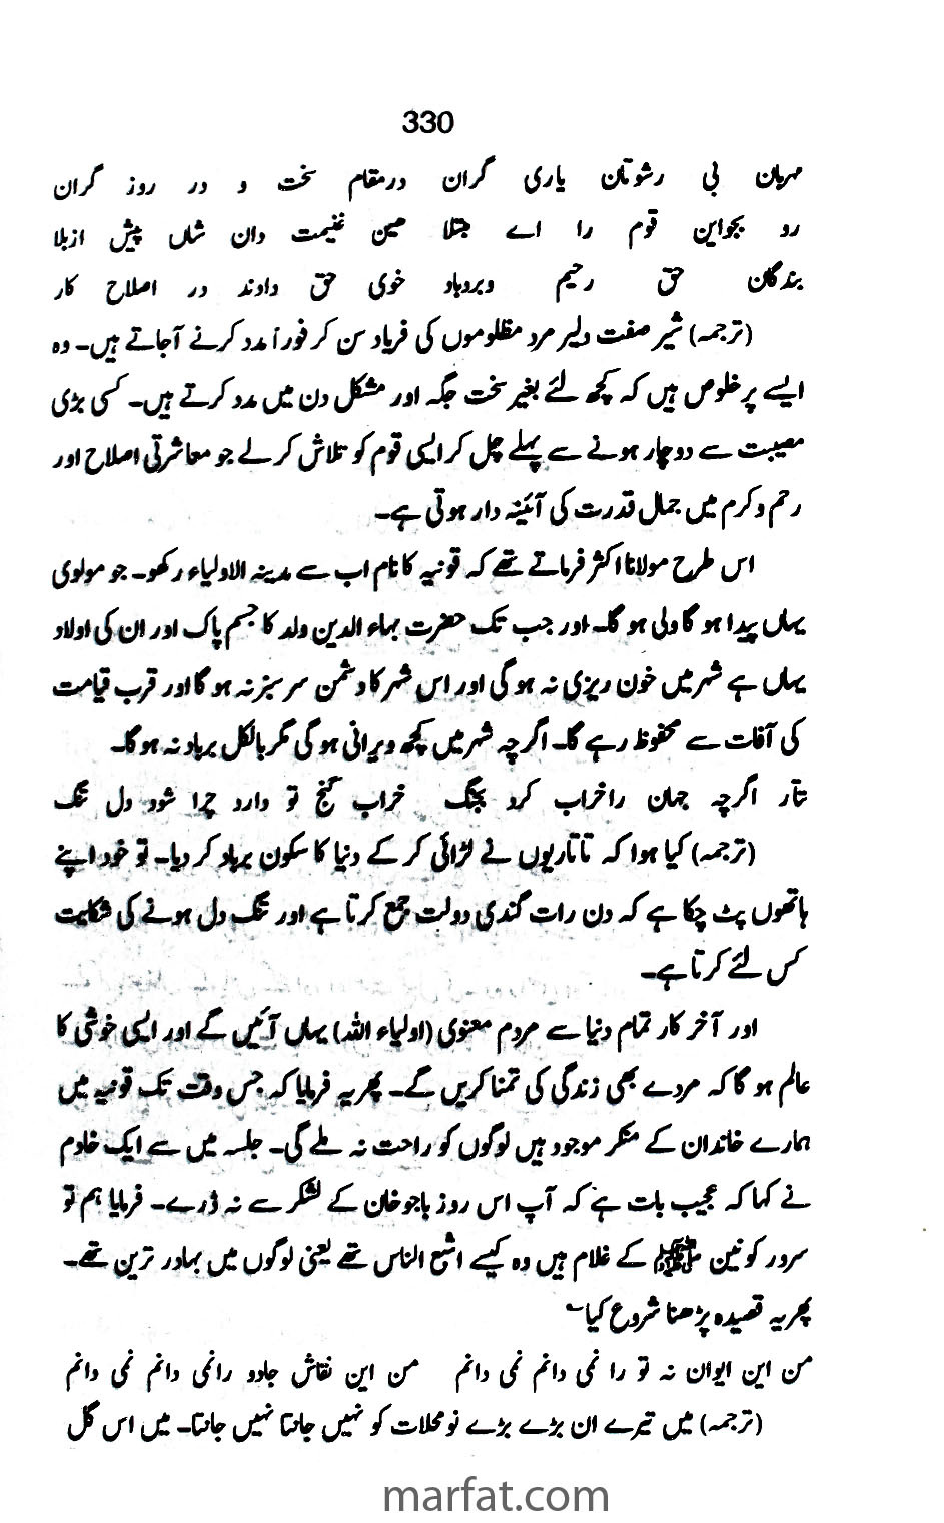 330
مہربان بی رشوتان یاری گران درمقام سخت و در روز گران
رو بجواین قوم را اے مبتلا ہین غنیمت دان شاں پیش ازبلا
بندگان حق رحیم وبردبار خوی حق دادند در اصلاح کار
(ترجمہ) شیر صفت دلیر مرد مظلوموں کی فریاد سن کر فوراً مدد کرنے آجاتے ہیں۔ وہ
ایسے پرخلوص ہیں کہ کچھ لئے بغیر سخت جگہ اور مشکل دن میں مدد کرتے ہیں۔ کسی بڑی
مصیبت سے دوچار ہونے سے پہلے چل کر ایسی قوم کو تلاش کرلے جو معاشرتی اصلاح اور
رحم وکرم میں جمال قدرت کی آئینہ دار ہوتی ہے۔
اس طرح مولانا اکثر فرماتے تھے کہ قونیہ کا نام اب سے مدینہ الاولیاء رکھو۔ جو مولوی
یہاں پیدا ہو گا ولی ہو گا۔ اور جب تک حضرت بہاء الدین ولد کا جسم پاک اور ان کی اولاد
یہاں ہے شہر میں خون ریزی نہ ہوگی اور اس شہر کا دشمن سرسبز نہ ہو گا اور قرب قیامت
کی آفات سے محفوظ رہے گا۔ اگرچہ شہر میں کچھ ویرانی ہوگی مگر بالکل برباد نہ ہوگا۔
تتار اگرچہ جہان راخراب کرد بجنگ خراب گنج تو دارد چرا شود دل تنگ
(ترجمہ) کیا ہوا کہ تاتاریوں نے لڑائی کر کے دنیا کا سکون برباد کر دیا۔ تو خود اپنے
ہاتھوں پٹ چکا ہے کہ دن رات گندی دولت جمع کرتا ہے اور تنگ دل ہونے کی شکایت
کس لئے کرتا ہے۔
اور آخر کار تمام دنیا سے مردم معنوی (اولیاء اللہ) یہاں آئیں گے اور ایسی خوشی کا
عالم ہو گا کہ مردے بھی زندگی کی تمنا کریں گے۔ پھر یہ فرمایا کہ جس وقت تک قونیہ میں
ہمارے خاندان کے منکر موجود ہیں لوگوں کو راحت نہ ملے گی۔ جلسہ میں سے ایک خادم
نے کہا کہ عجیب بات ہے کہ آپ اس روز باجوخان کے لشکر سے نہ ڈرے۔ فرمایا ہم تو
سرور کونین ﷺ کے غلام ہیں وہ کیسے اشجع الناس تھے یعنی لوگوں میں بہادر ترین تھے۔
پھر یہ قصیدہ پڑھنا شروع کیا؎
من این ایوان نہ تو را نمی دانم نمی دانم من این نقاش جادو رانمی دانم نمی دانم
(ترجمہ) میں تیرے ان بڑے بڑے نو محلات کو نہیں جانتا نہیں جانتا۔ میں اس گل
marfat.com